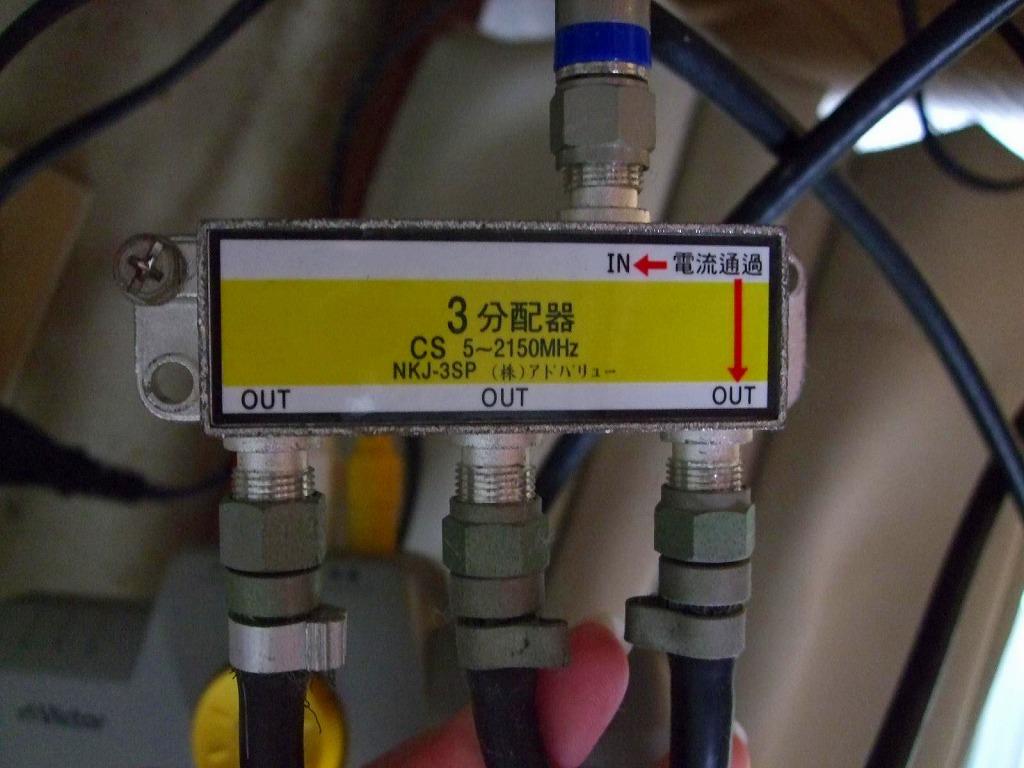 IN ← 電流通過
3分配器
CS 5~2150MHz
NKJ-3SP (株)アドバリュー
OUT OUT OUT
Victor